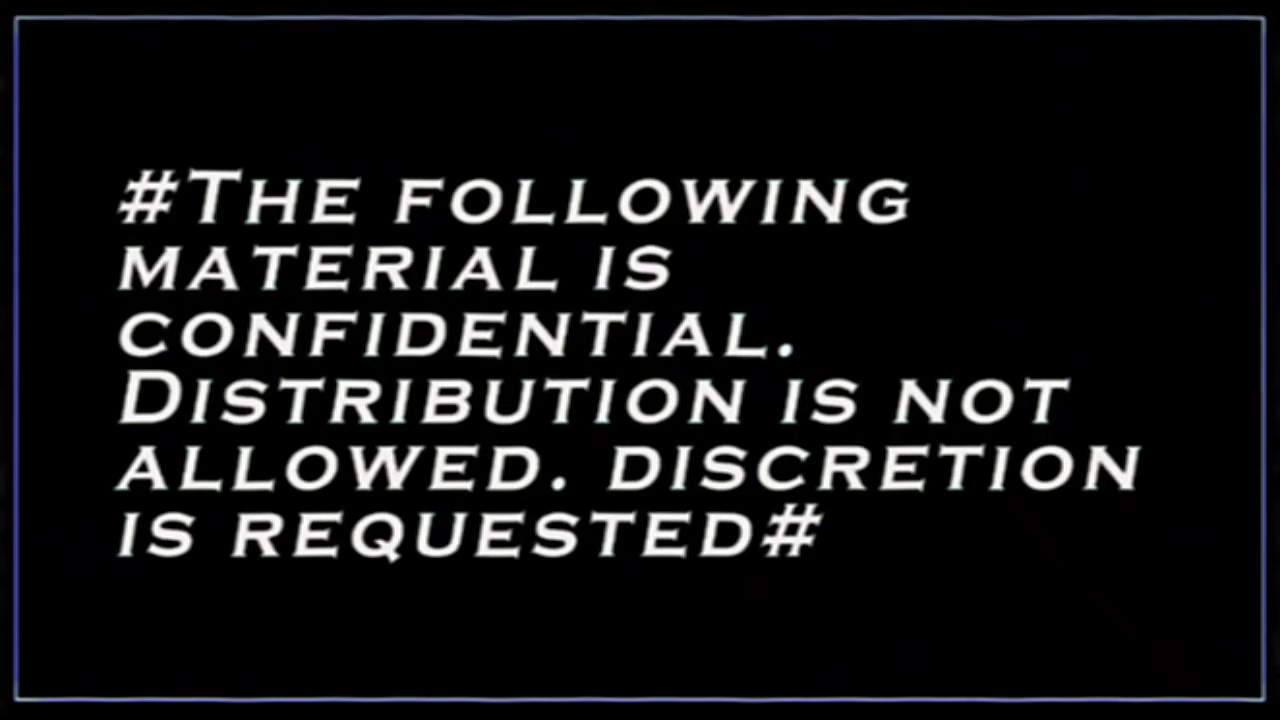 #The following
material is
confidential.
Distribution is not
allowed. discretion
is requested#